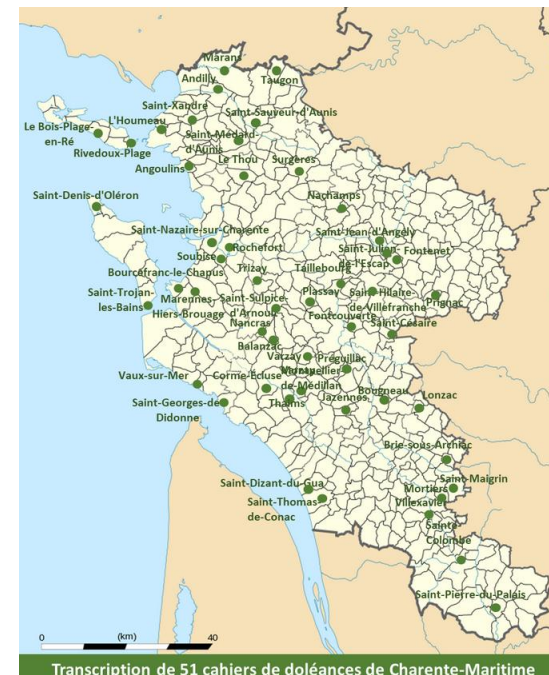 Marans
Andilly
Taugon
Saint-Xandre
L'Houmeau
Saint-Sauveur-d'Aunis
Le Bois-Plage-
en-Ré
Saint-Médard-
d'Aunis
Rivedoux-Plage
Le Thou
Surgères
Angoulins
Saint-Denis-d'Oléron
Nachamps
Saint-Nazaire-sur-Charente
Saint-Jean-d'Angély
Rochefort
Saint-Julien-
de-l'Escap
Fontenet
Soubise
Bourcefranc-le-Chapus
Trizay
Taillebourg
Saint-Trojan-
les-Bains
Marennes-
Hiers-Brouage
Saint-Sulpice-
d'Arnoult
Plassay
Saint-Hilaire-
de-Villefranche
Prignac
Nancras
Fontcouverte
Saint-Césaire
Balanzac
Varzay
Préguillac
Vaux-sur-Mer
Corme-Écluse
Montpellier-
de-Médillan
Bougneau
Lonzac
Saint-Georges-de-
Didonne
Thaims
Jazennes
Brie-sous-Archiac
Saint-Dizant-du-Gua
Saint-Maigrin
Mortiers
Saint-Thomas-
de-Conac
Villexavier
Sainte-
Colombe
Saint-Pierre-du-Palais
0 (km) 40
Transcription de 51 cahiers de doléances de Charente-Maritime